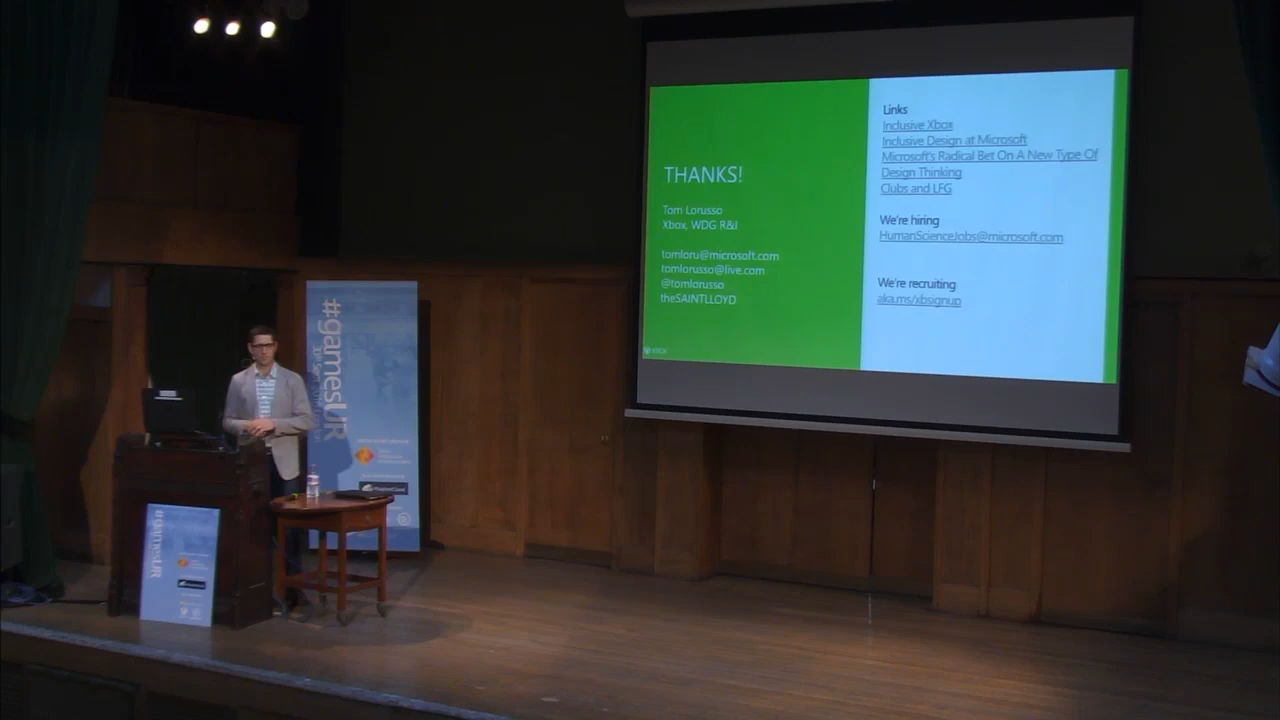 THANKS!
Tom Lorusso
Xbox, WDG R&I
tomloru@microsoft.com
tomlorusso@live.com
@tomlorusso
theSAINTLLOYD
XBOX
Links
Inclusive Xbox
Inclusive Design at Microsoft
Microsoft's Radical Bet On A New Type Of
Design Thinking
Clubs and LFG
We're hiring
HumanScienceJobs@microsoft.com
We're recruiting
aka.ms/xbsignup
#gamesUR
#gamesUR